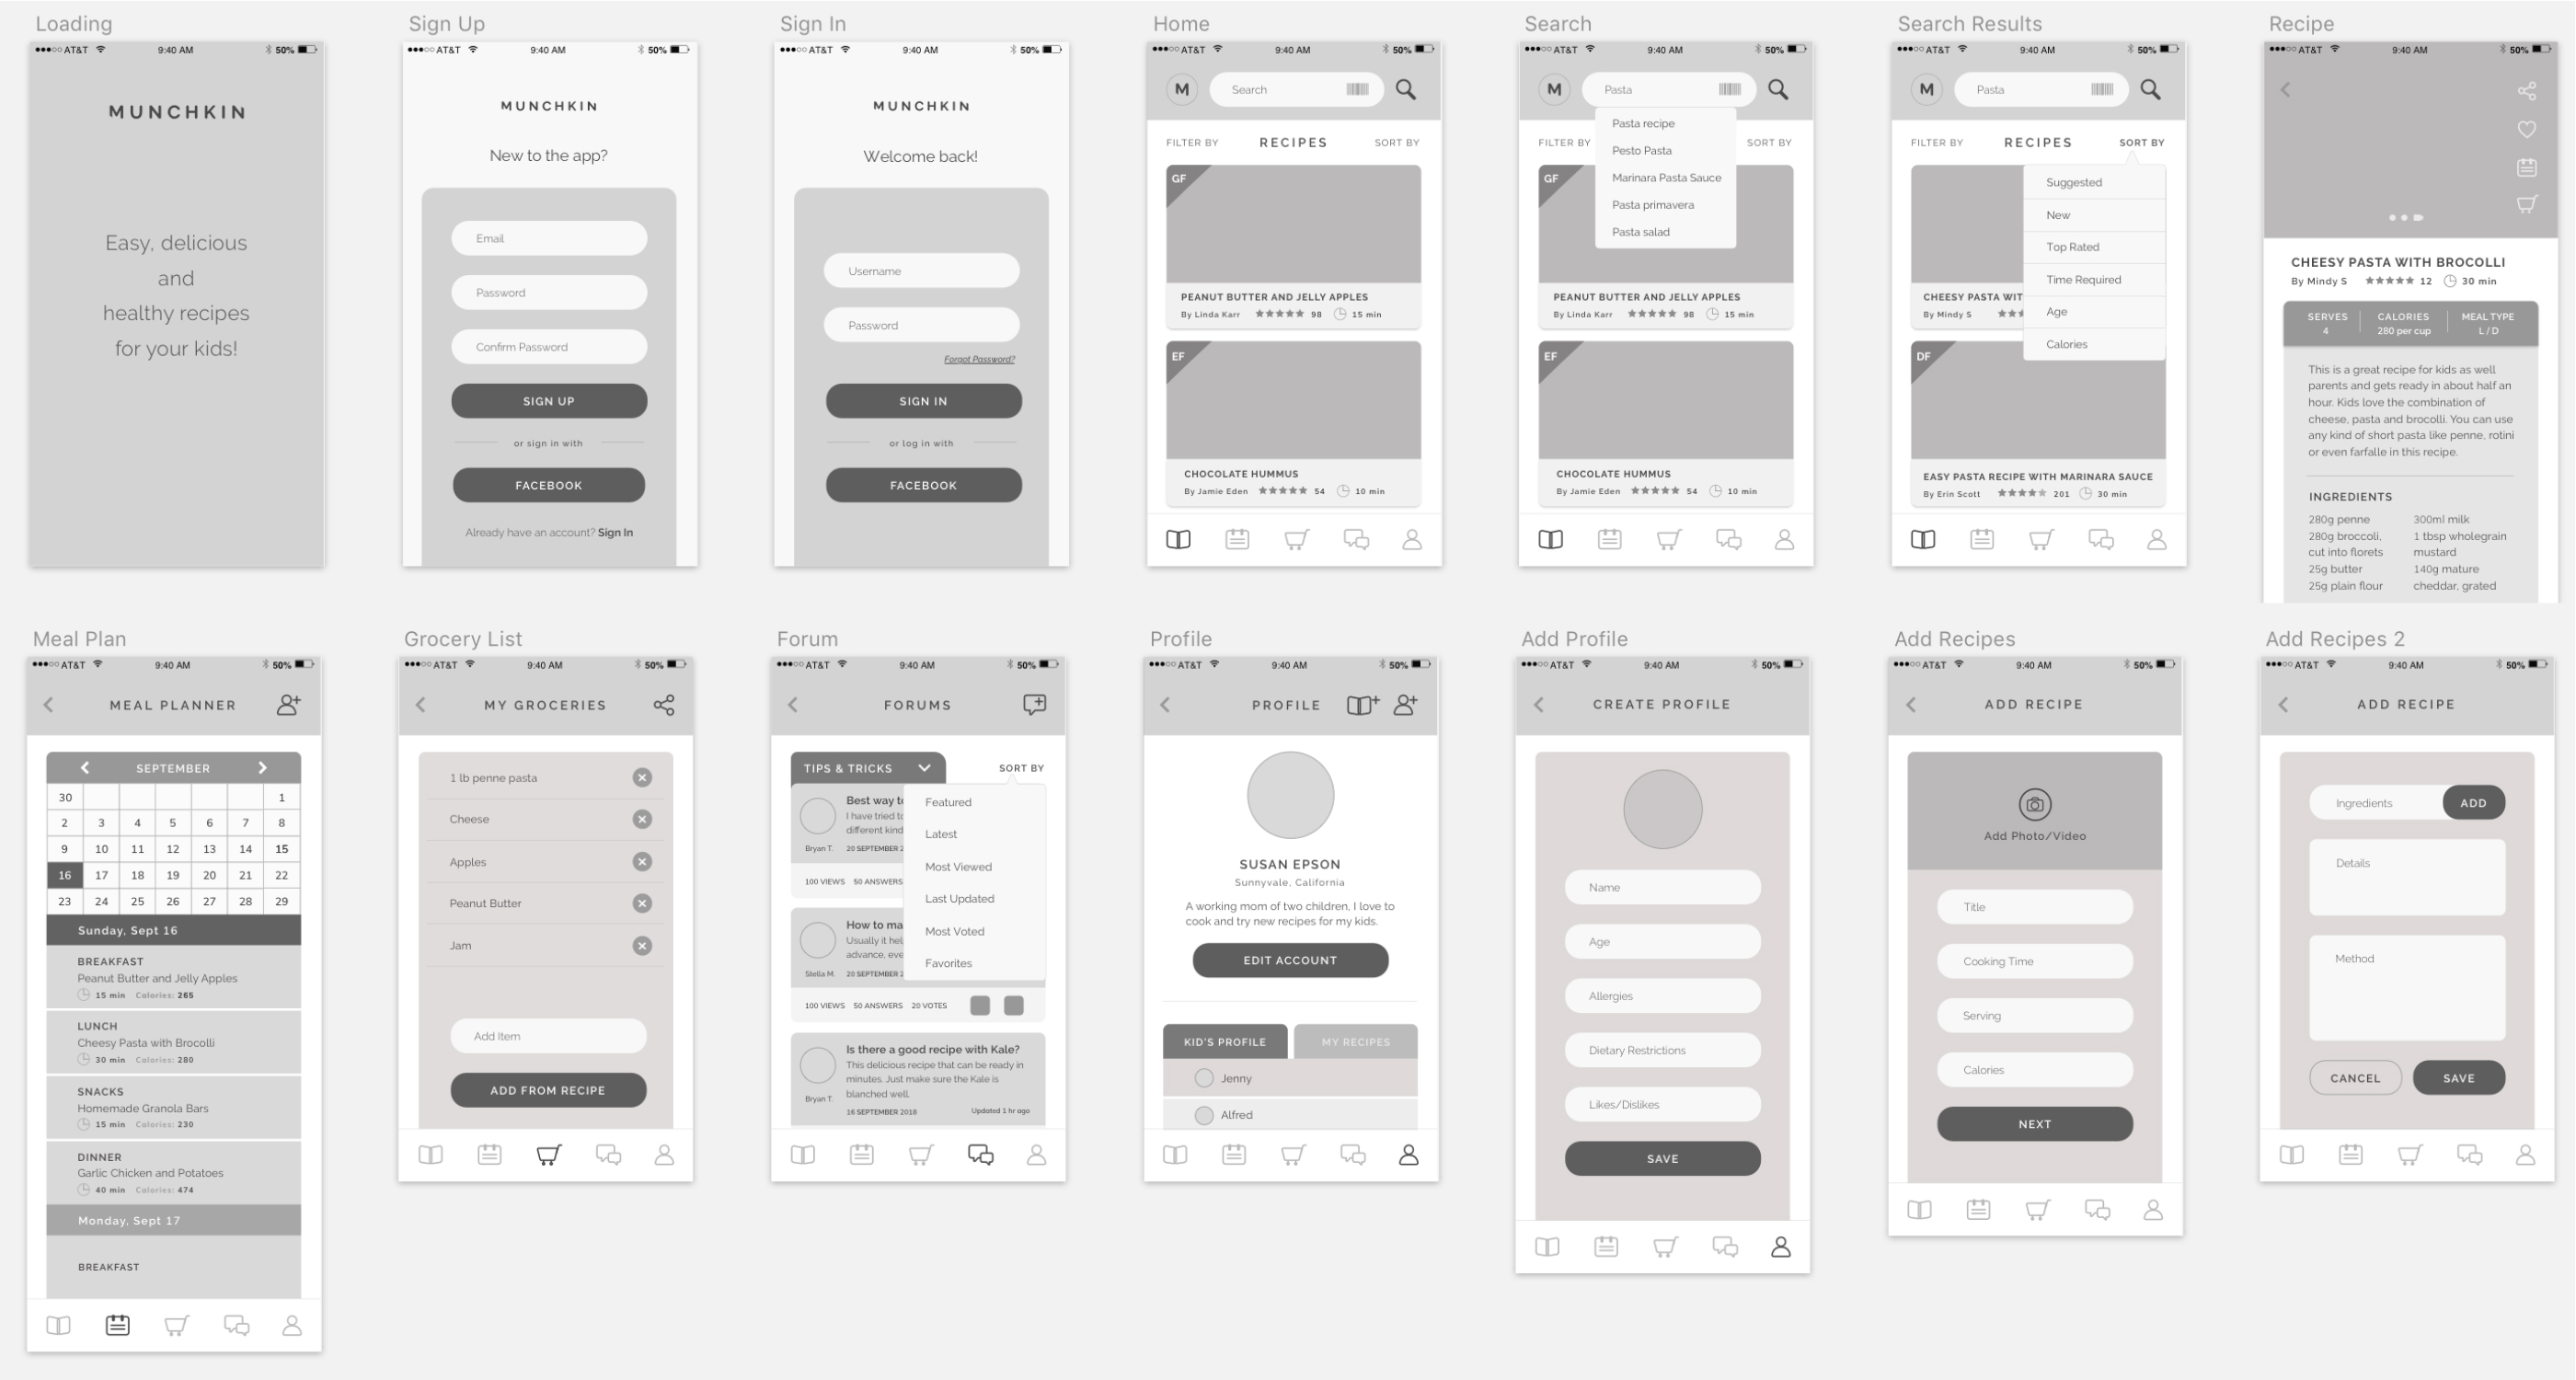 Loading
AT&T 9:40 AM 50%
MUNCHKIN
Easy, delicious
and
healthy recipes
for your kids!
Sign Up
AT&T 9:40 AM 50%
MUNCHKIN
New to the app?
Email
Password
Confirm Password
SIGN UP
or sign in with
FACEBOOK
Already have an account? Sign In
Sign In
AT&T 9:40 AM 50%
MUNCHKIN
Welcome back!
Username
Password
Forgot Password?
SIGN IN
or log in with
FACEBOOK
Home
AT&T 9:40 AM 50%
M Search
FILTER BY RECIPES SORT BY
GF
PEANUT BUTTER AND JELLY APPLES
By Linda Karr 98 15 min
EF
CHOCOLATE HUMMUS
By Jamie Eden 54 10 min
Search
AT&T 9:40 AM 50%
M Pasta
Pasta recipe
Pesto Pasta
Marinara Pasta Sauce
Pasta primavera
Pasta salad
FILTER BY SORT BY
GF
PEANUT BUTTER AND JELLY APPLES
By Linda Karr 98 15 min
EF
CHOCOLATE HUMMUS
By Jamie Eden 54 10 min
Search Results
AT&T 9:40 AM 50%
M Pasta
FILTER BY RECIPES SORT BY
Suggested
New
Top Rated
Time Required
Age
Calories
CHEESY PASTA WIT
By Mindy S
DF
EASY PASTA RECIPE WITH MARINARA SAUCE
By Erin Scott 201 30 min
Recipe
AT&T 9:40 AM 50%
CHEESY PASTA WITH BROCOLLI
By Mindy S 12 30 min
SERVES CALORIES MEAL TYPE
4 280 per cup L / D
This is a great recipe for kids as well
parents and gets ready in about half an
hour. Kids love the combination of
cheese, pasta and brocolli. You can use
any kind of short pasta like penne, rotini
or even farfalle in this recipe.
INGREDIENTS
280g penne
280g broccoli,
cut into florets
25g butter
25g plain flour
300ml milk
1 tbsp wholegrain
mustard
140g mature
cheddar, grated
Meal Plan
AT&T 9:40 AM 50%
MEAL PLANNER
SEPTEMBER
30 1
2 3 4 5 6 7 8
9 10 11 12 13 14 15
16 17 18 19 20 21 22
23 24 25 26 27 28 29
Sunday, Sept 16
BREAKFAST
Peanut Butter and Jelly Apples
15 min Calories: 265
LUNCH
Cheesy Pasta with Brocolli
30 min Calories: 280
SNACKS
Homemade Granola Bars
15 min Calories: 230
DINNER
Garlic Chicken and Potatoes
40 min Calories: 474
Monday, Sept 17
BREAKFAST
Grocery List
AT&T 9:40 AM 50%
MY GROCERIES
1 lb penne pasta
Cheese
Apples
Peanut Butter
Jam
Add Item
ADD FROM RECIPE
Forum
AT&T 9:40 AM 50%
FORUMS
TIPS & TRICKS SORT BY
Featured
Latest
Most Viewed
Last Updated
Most Voted
Favorites
Best way to
I have tried to
different kind
Bryan T. 20 SEPTEMBER 2
100 VIEWS 50 ANSWERS
How to ma
Usually it hel
advance, eve
Stella M. 20 SEPTEMBER 2
100 VIEWS 50 ANSWERS 20 VOTES
Is there a good recipe with Kale?
This delicious recipe that can be ready in
minutes. Just make sure the Kale is
blanched well.
Bryan T.
16 SEPTEMBER 2018 Updated 1 hr ago
Profile
AT&T 9:40 AM 50%
PROFILE
SUSAN EPSON
Sunnyvale, California
A working mom of two children, I love to
cook and try new recipes for my kids.
EDIT ACCOUNT
KID'S PROFILE MY RECIPES
Jenny
Alfred
Add Profile
AT&T 9:40 AM 50%
CREATE PROFILE
Name
Age
Allergies
Dietary Restrictions
Likes/Dislikes
SAVE
Add Recipes
AT&T 9:40 AM 50%
ADD RECIPE
Add Photo/Video
Title
Cooking Time
Serving
Calories
NEXT
Add Recipes 2
AT&T 9:40 AM 50%
ADD RECIPE
Ingredients ADD
Details
Method
CANCEL SAVE